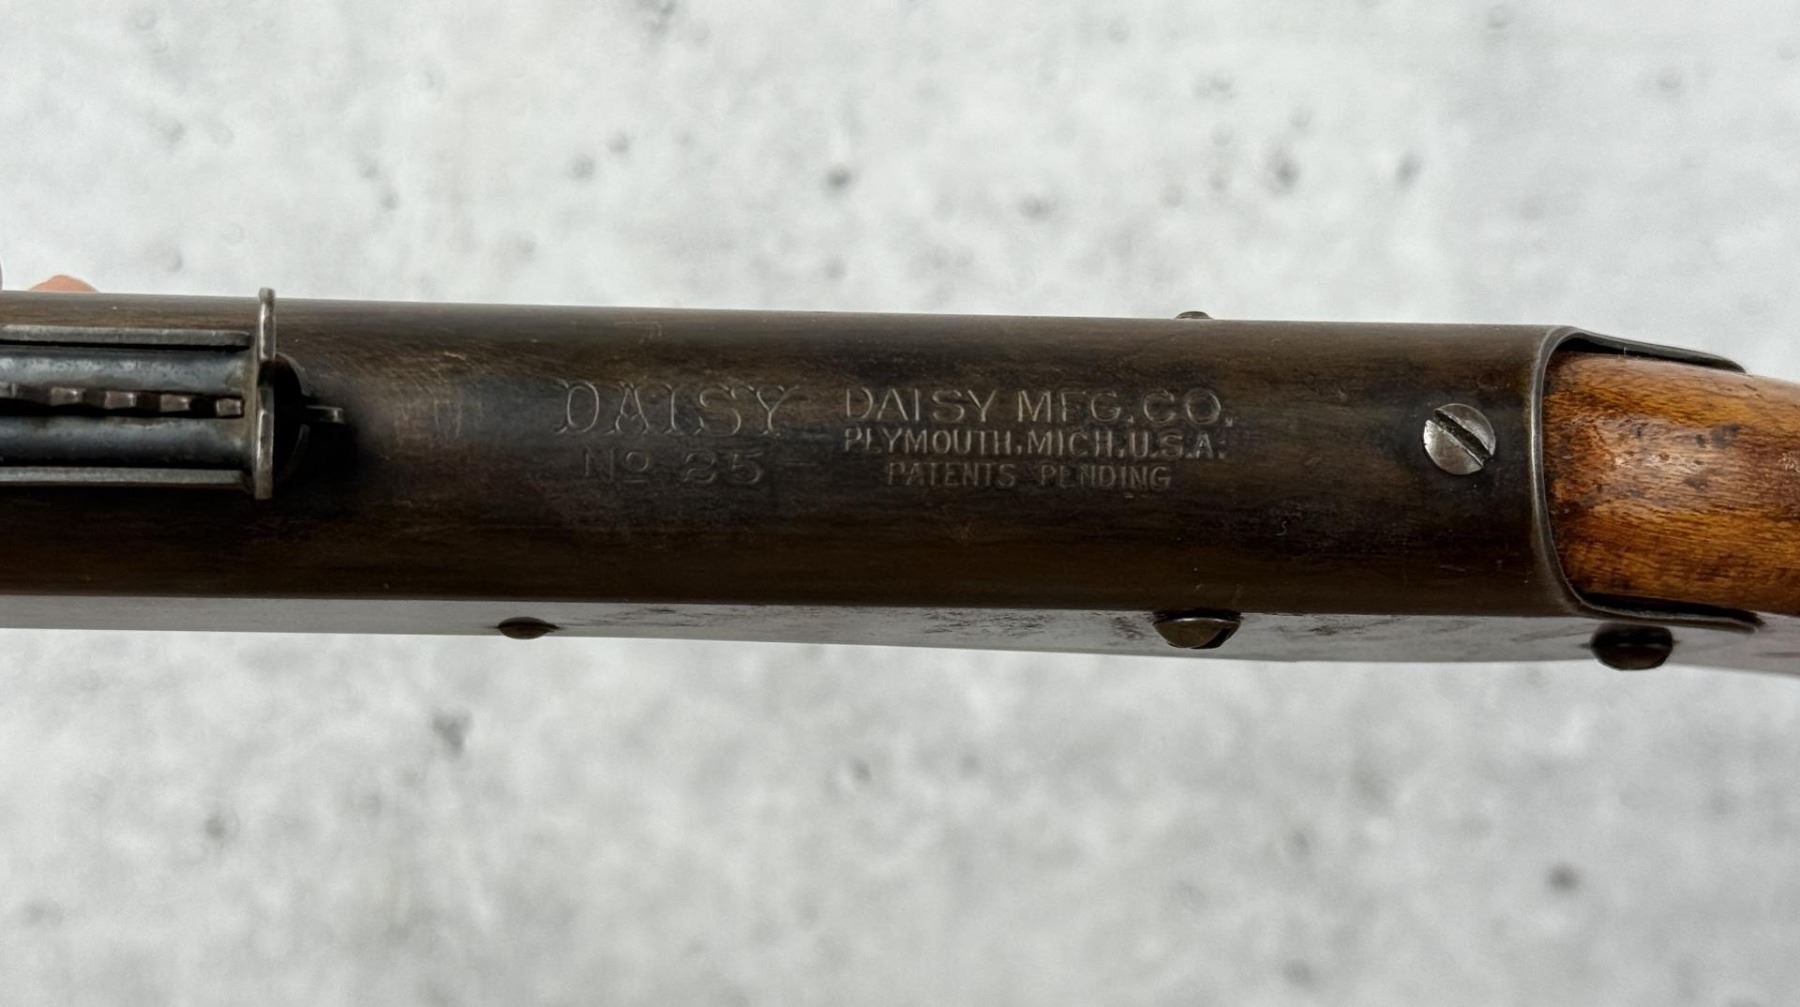 DAISY
No 25
DAISY MFG. CO.
PLYMOUTH, MICH., U.S.A.
PATENTS PENDING